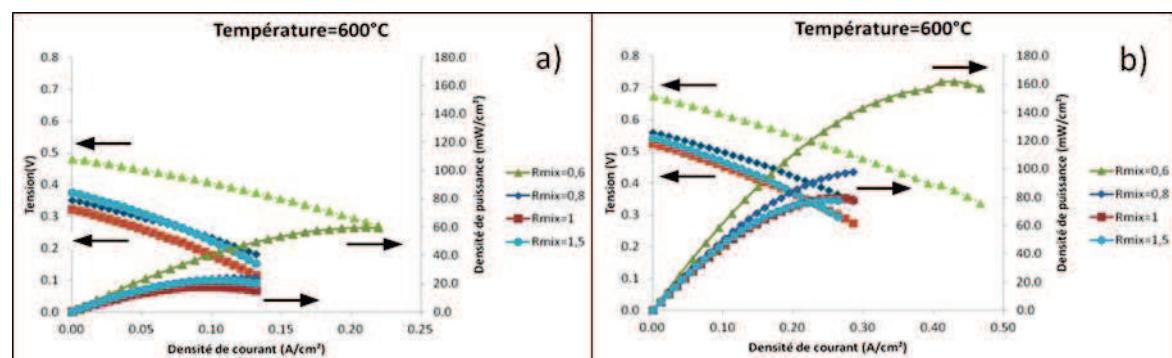 Température=600°C
a)
Tension(V)
0.8
0.7
0.6
0.5
0.4
0.3
0.2
0.1
0.0
0.00
0.05
0.10
0.15
0.20
0.25
Densité de courant (A/cm²)
180.0
160.0
140.0
120.0
100.0
80.0
60.0
40.0
20.0
0.0
Densité de puissance (mW/cm²)
Rmix=0,6
Rmix=0,8
Rmix=1
Rmix=1,5
Température=600°C
b)
Tension (V)
0.8
0.7
0.6
0.5
0.4
0.3
0.2
0.1
0.0
0.00
0.10
0.20
0.30
0.40
0.50
Densité de courant (A/cm²)
180.0
160.0
140.0
120.0
100.0
80.0
60.0
40.0
20.0
0.0
Densité de puissance (mW/cm²)
Rmix=0,6
Rmix=0,8
Rmix=1
Rmix=1,5